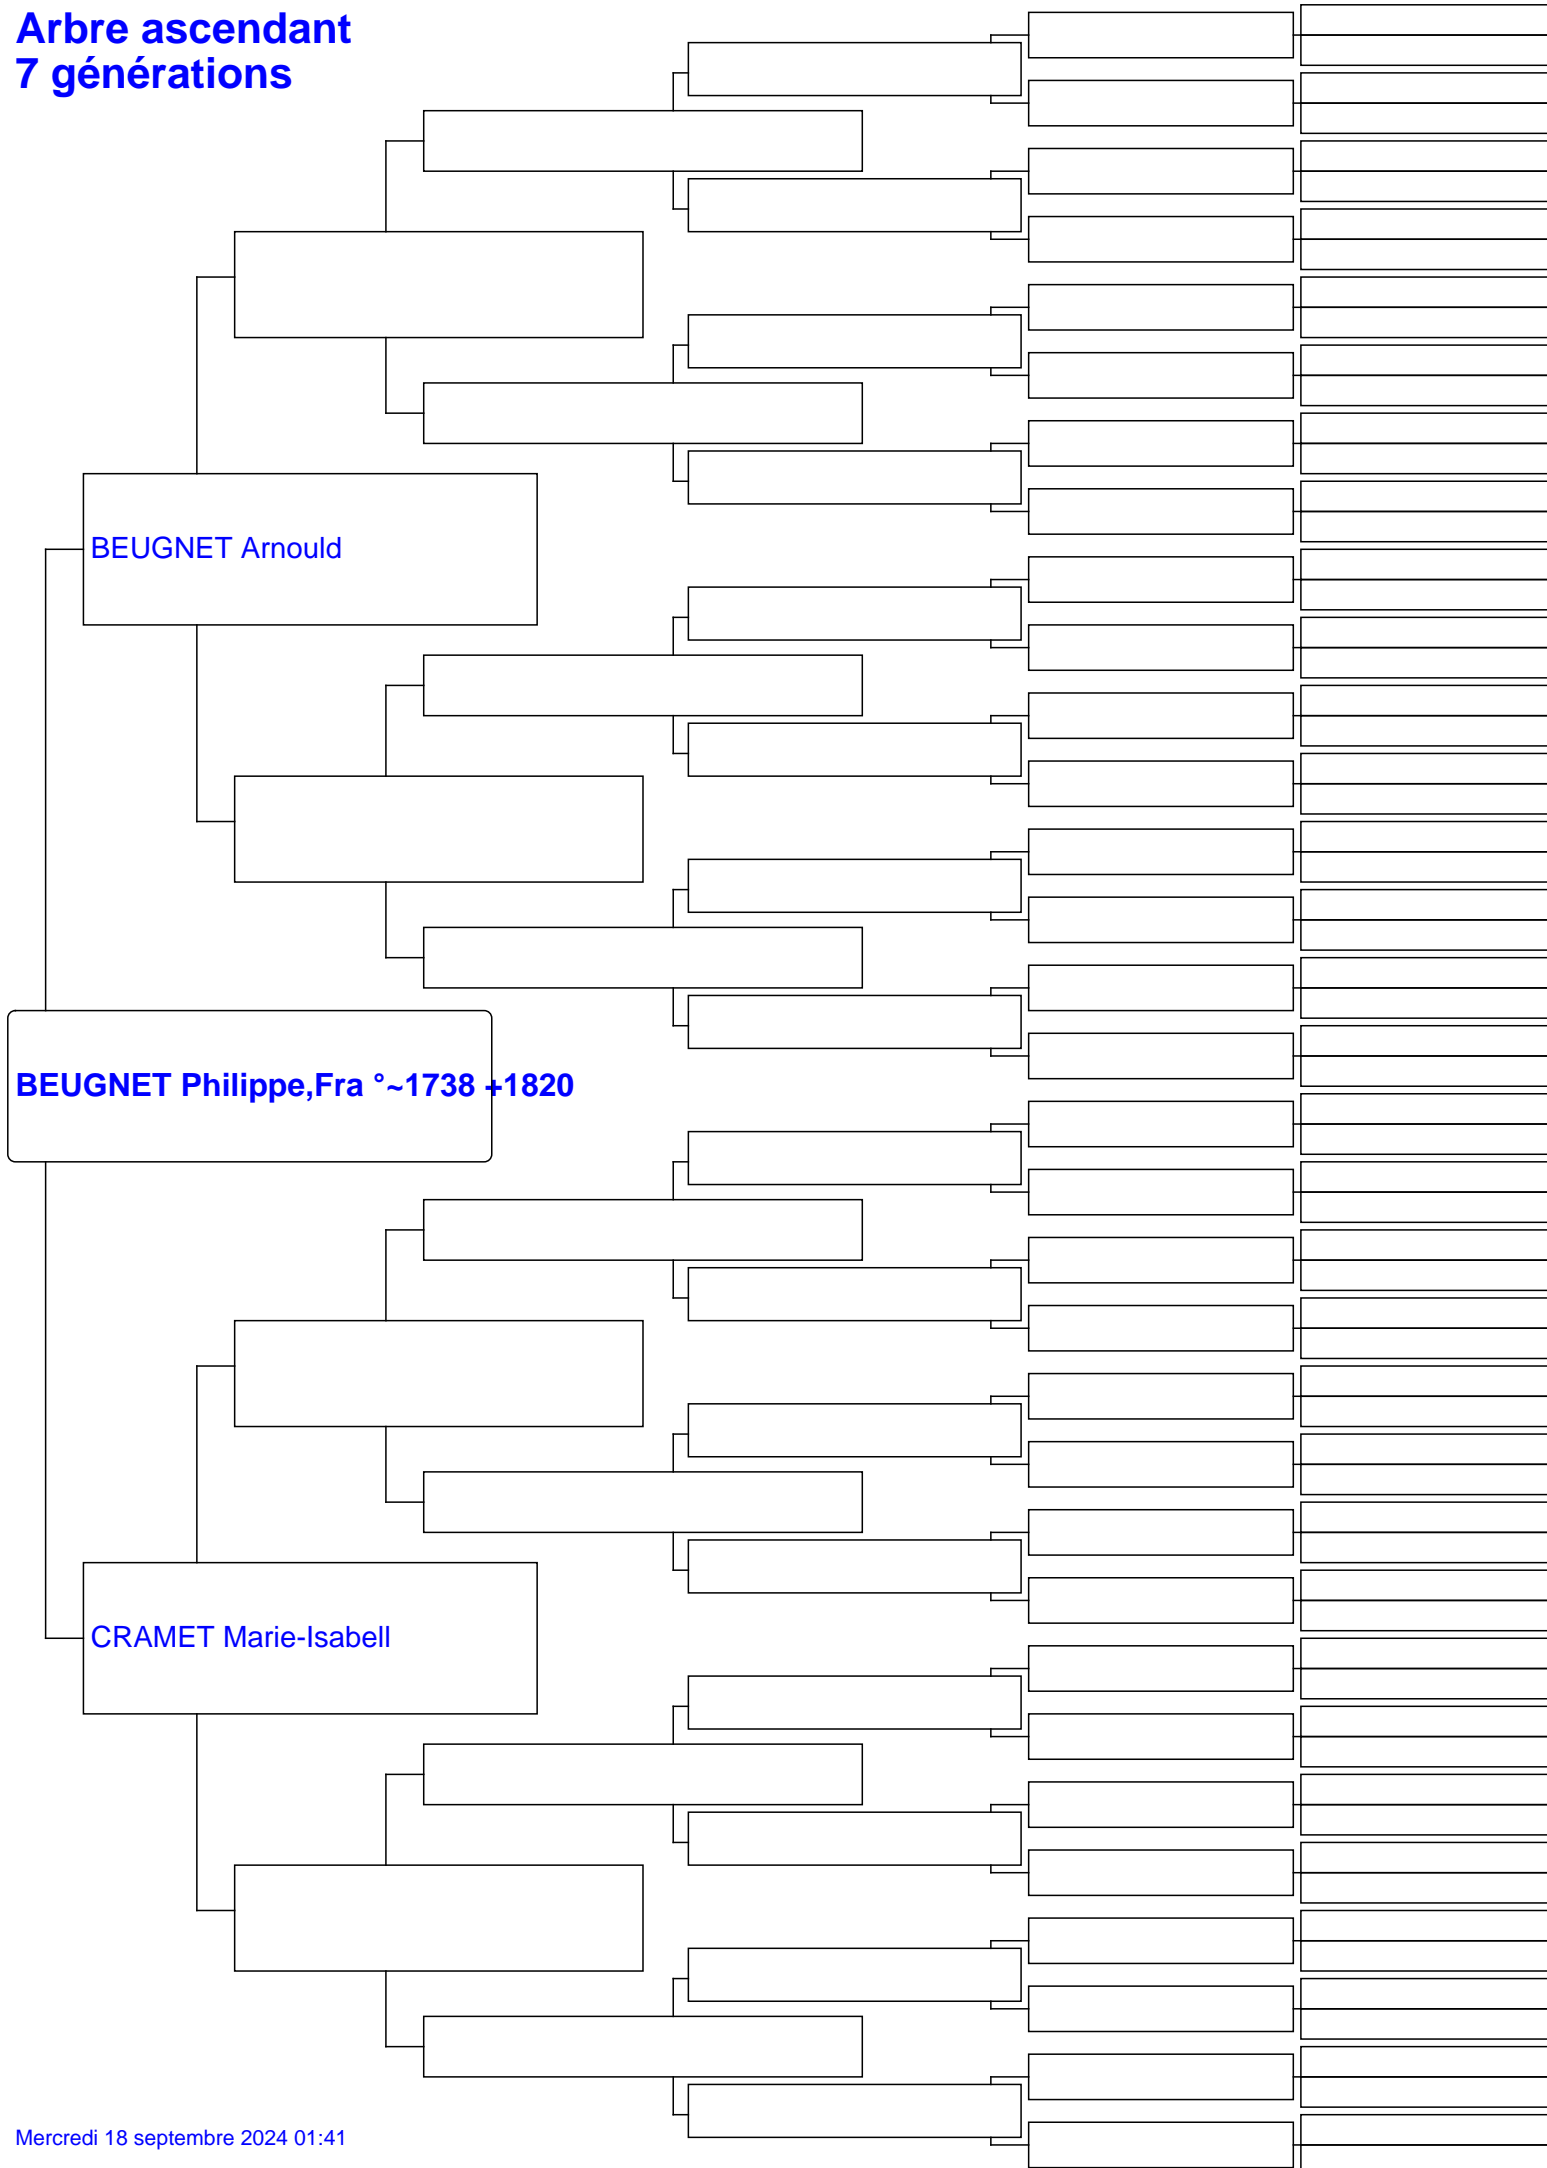 Arbre ascendant
7 générations
BEUGNET Arnould
BEUGNET Philippe,Fra °~1738 +1820
CRAMET Marie-Isabell
Mercredi 18 septembre 2024 01:41